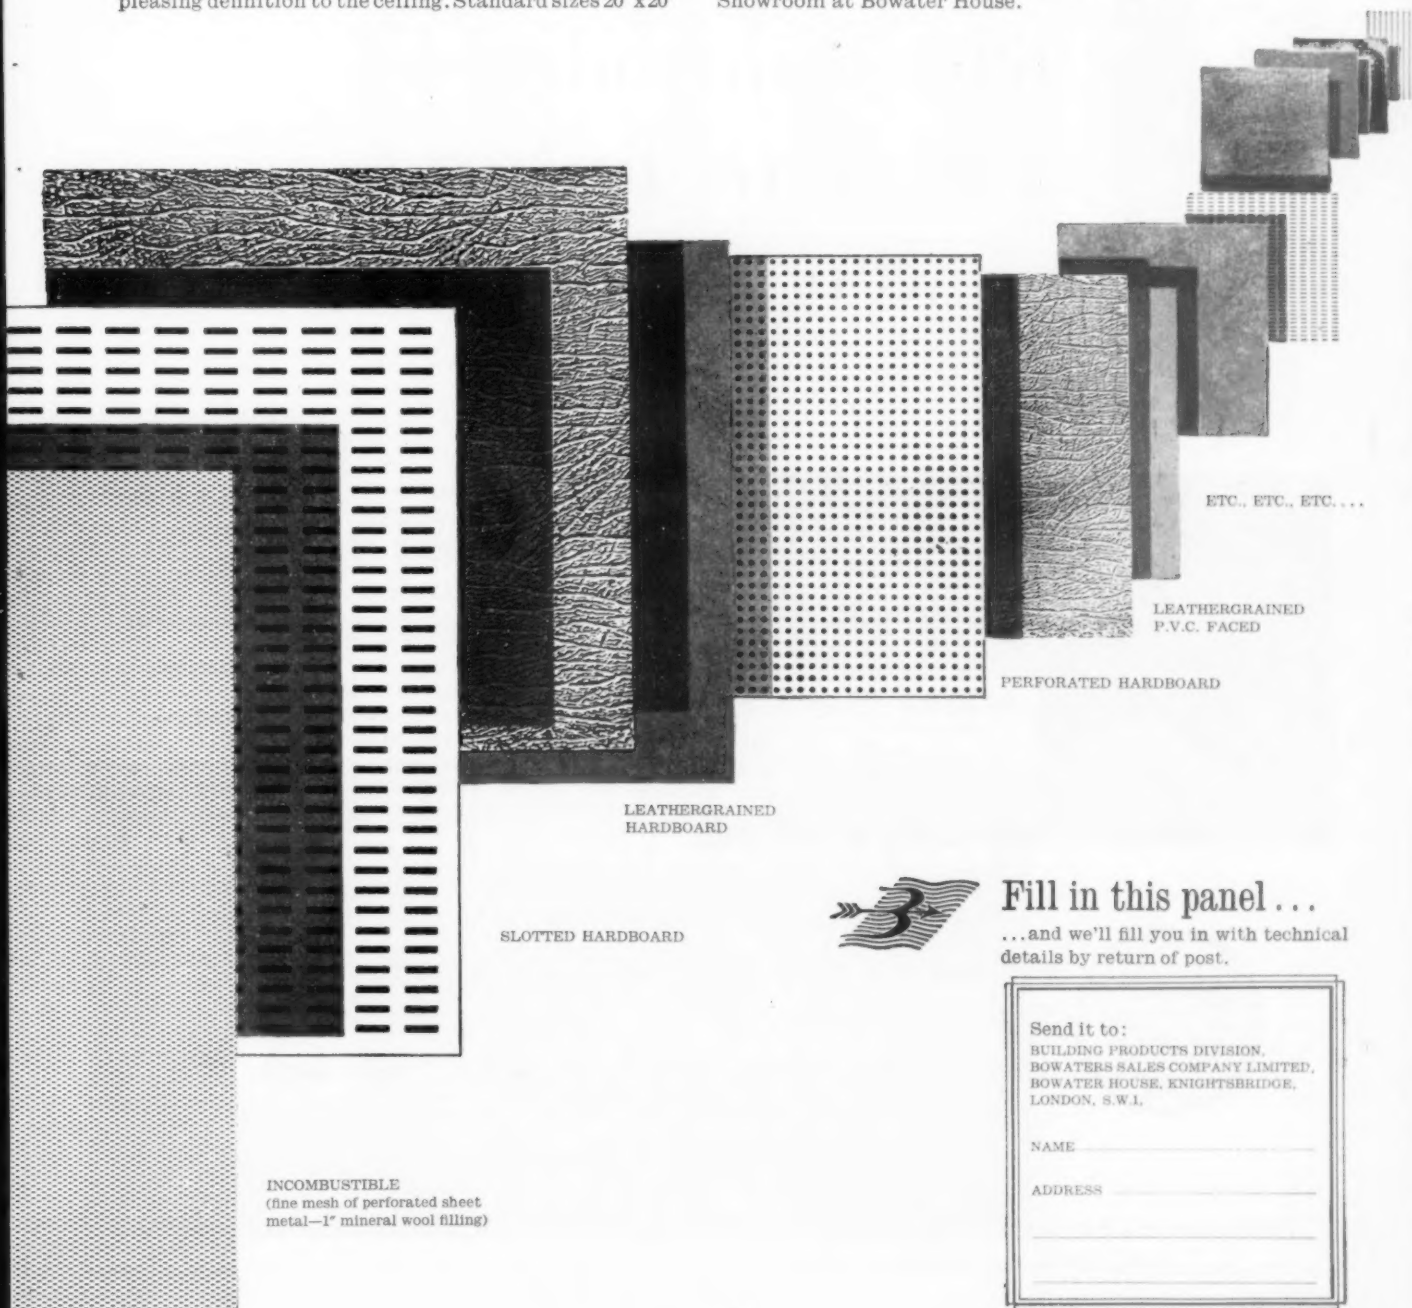 pleasing definition to the ceiling. Standard sizes 20" x 20"
Showroom at Bowater House.
ETC., ETC., ETC....
LEATHERGRAINED
P.V.C. FACED
PERFORATED HARDBOARD
LEATHERGRAINED
HARDBOARD
SLOTTED HARDBOARD
INCOMBUSTIBLE
(fine mesh of perforated sheet
metal—1" mineral wool filling)
3
Fill in this panel...
...and we'll fill you in with technical
details by return of post.
Send it to:
BUILDING PRODUCTS DIVISION,
BOWATERS SALES COMPANY LIMITED,
BOWATER HOUSE, KNIGHTSBRIDGE,
LONDON, S.W.1.
NAME
ADDRESS